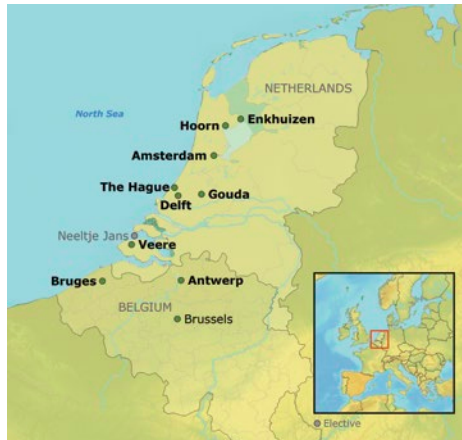 NETHERLANDS
North Sea
Enkhuizen
Hoorn
Amsterdam
The Hague
Gouda
Delft
Neeltje Jans
Veere
Bruges
Antwerp
BELGIUM
Brussels
Elective